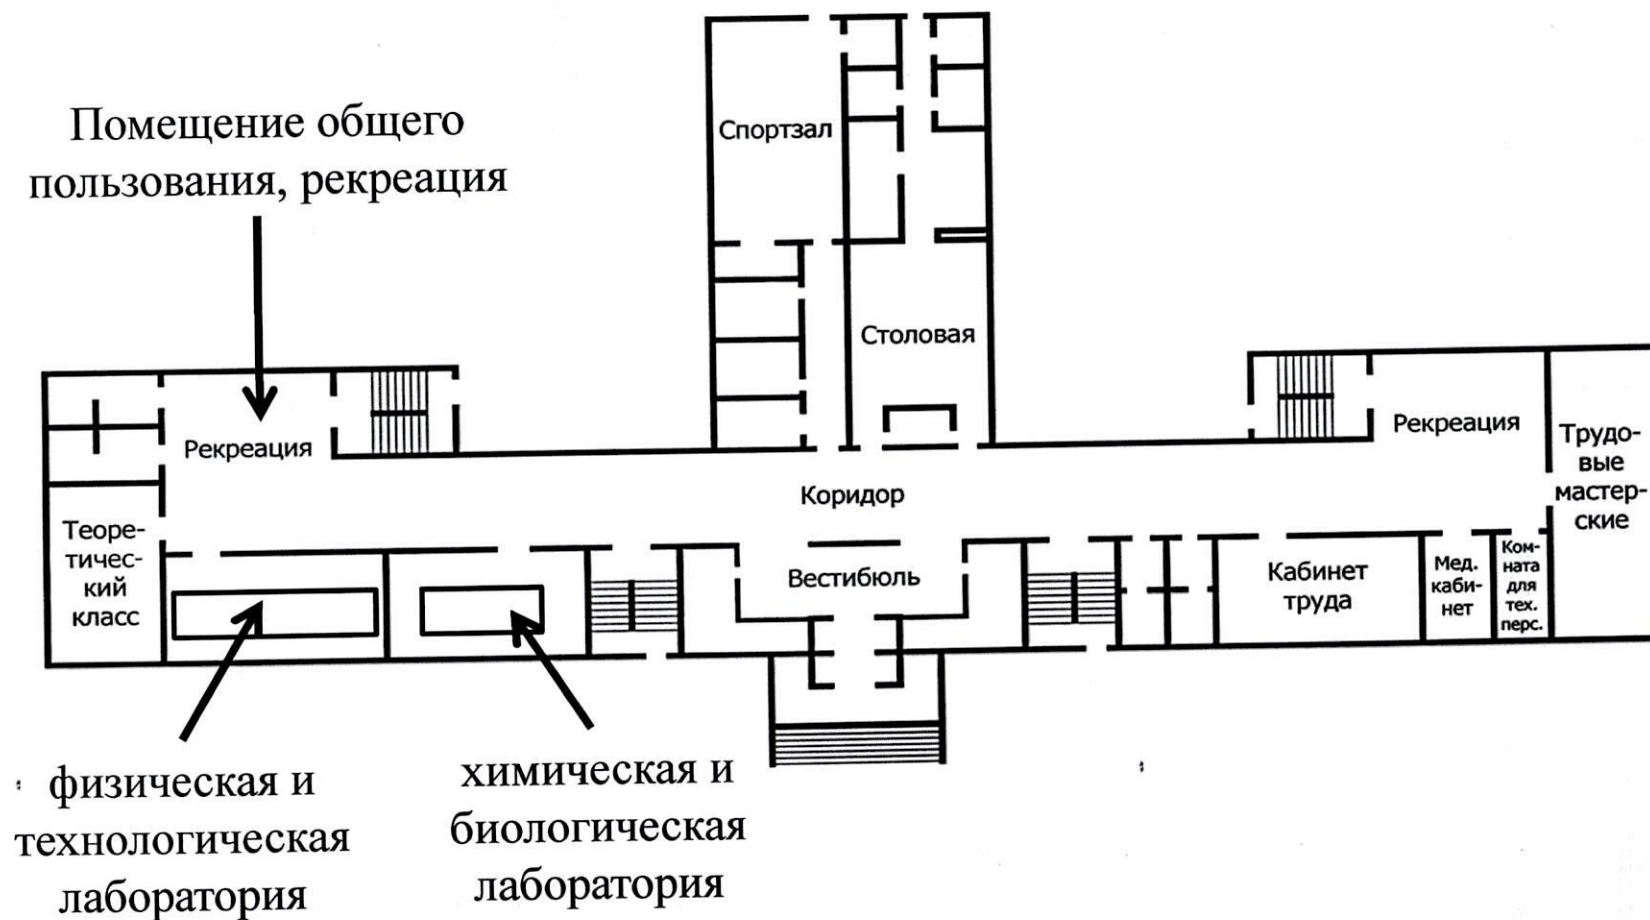 Помещение общего
пользования, рекреация
Спортзал
Столовая
Рекреация
Рекреация
Трудо-
вые
мастер-
ские
Коридор
Теоре-
тичес-
кий
класс
Вестибюль
Кабинет
труда
Мед.
каби-
нет
Ком-
ната
для
тех.
перс.
физическая и
технологическая
лаборатория
химическая и
биологическая
лаборатория